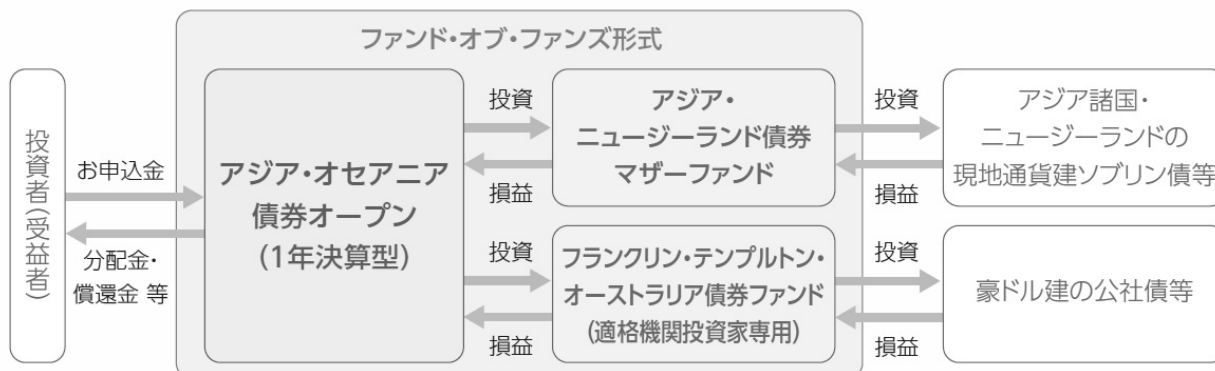 ファンド・オブ・ファンズ形式
投資者(受益者)
お申込金
分配金・
償還金 等
アジア・オセアニア
債券オープン
(1年決算型)
投資
損益
アジア・
ニュージーランド債券
マザーファンド
投資
損益
アジア諸国・
ニュージーランドの
現地通貨建ソブリン債等
投資
損益
フランクリン・テンプルトン・
オーストラリア債券ファンド
(適格機関投資家専用)
投資
損益
豪ドル建の公社債等